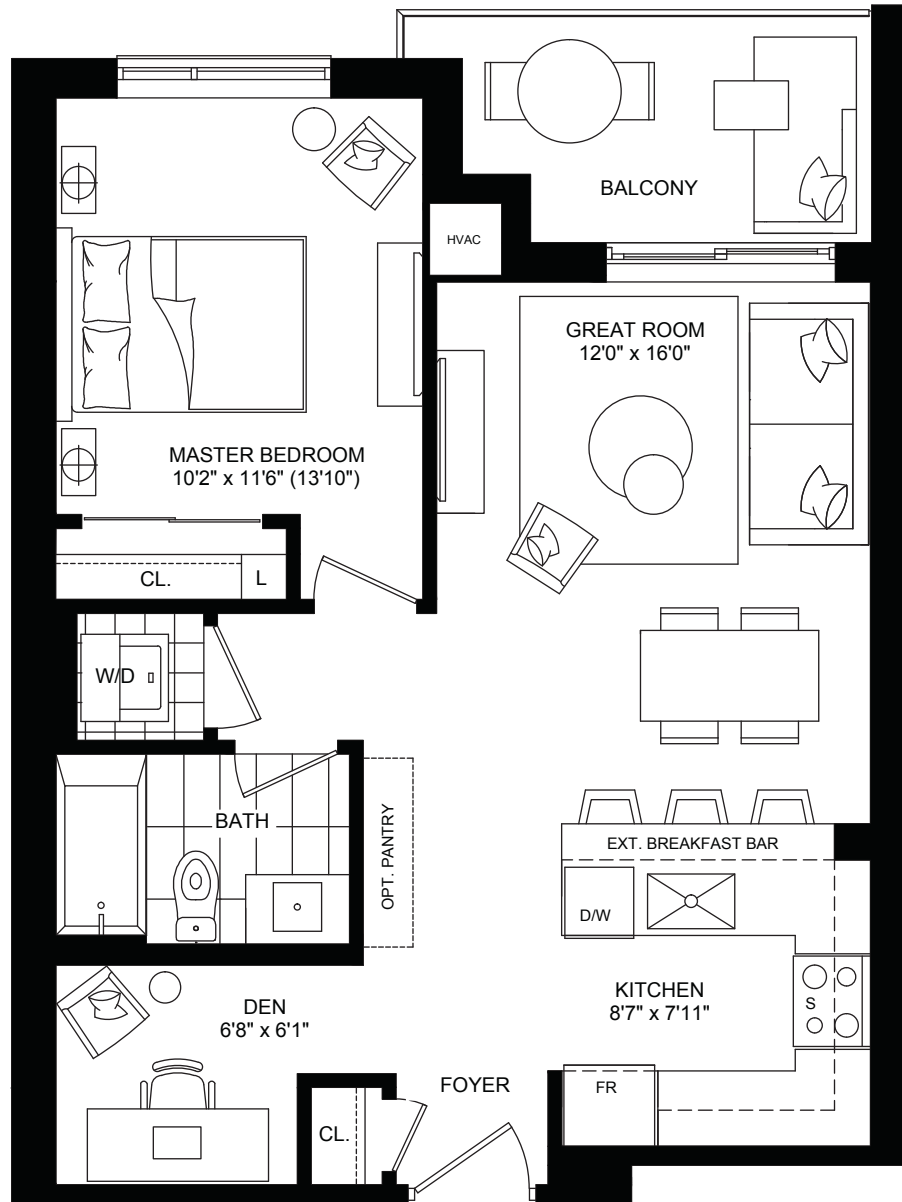 BALCONY
HVAC
GREAT ROOM
12'0" x 16'0"
MASTER BEDROOM
10'2" x 11'6" (13'10")
CL.
L
W/D
BATH
OPT. PANTRY
EXT. BREAKFAST BAR
D/W
KITCHEN
8'7" x 7'11"
S
DEN
6'8" x 6'1"
FOYER
FR
CL.